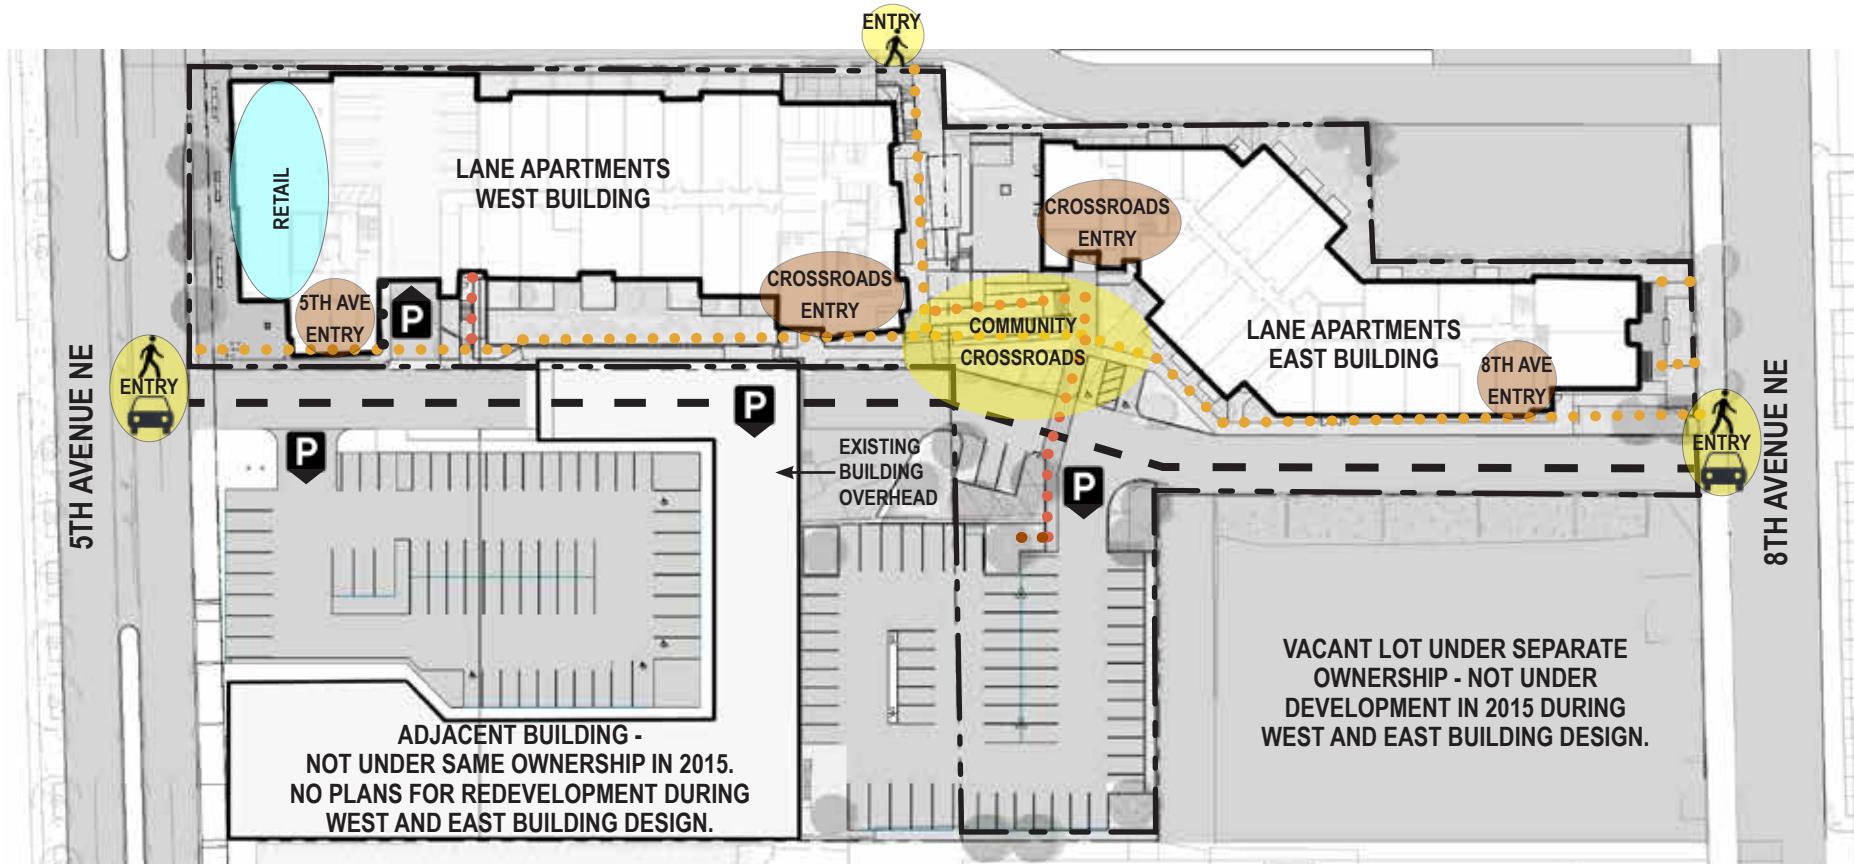 ENTRY
LANE APARTMENTS
WEST BUILDING
RETAIL
CROSSROADS
ENTRY
CROSSROADS
ENTRY
5TH AVE
ENTRY
P
COMMUNITY
CROSSROADS
LANE APARTMENTS
EAST BUILDING
8TH AVE
ENTRY
5TH AVENUE NE
ENTRY
P
P
EXISTING
BUILDING
OVERHEAD
P
ENTRY
8TH AVENUE NE
ADJACENT BUILDING -
NOT UNDER SAME OWNERSHIP IN 2015.
NO PLANS FOR REDEVELOPMENT DURING
WEST AND EAST BUILDING DESIGN.
VACANT LOT UNDER SEPARATE
OWNERSHIP - NOT UNDER
DEVELOPMENT IN 2015 DURING
WEST AND EAST BUILDING DESIGN.